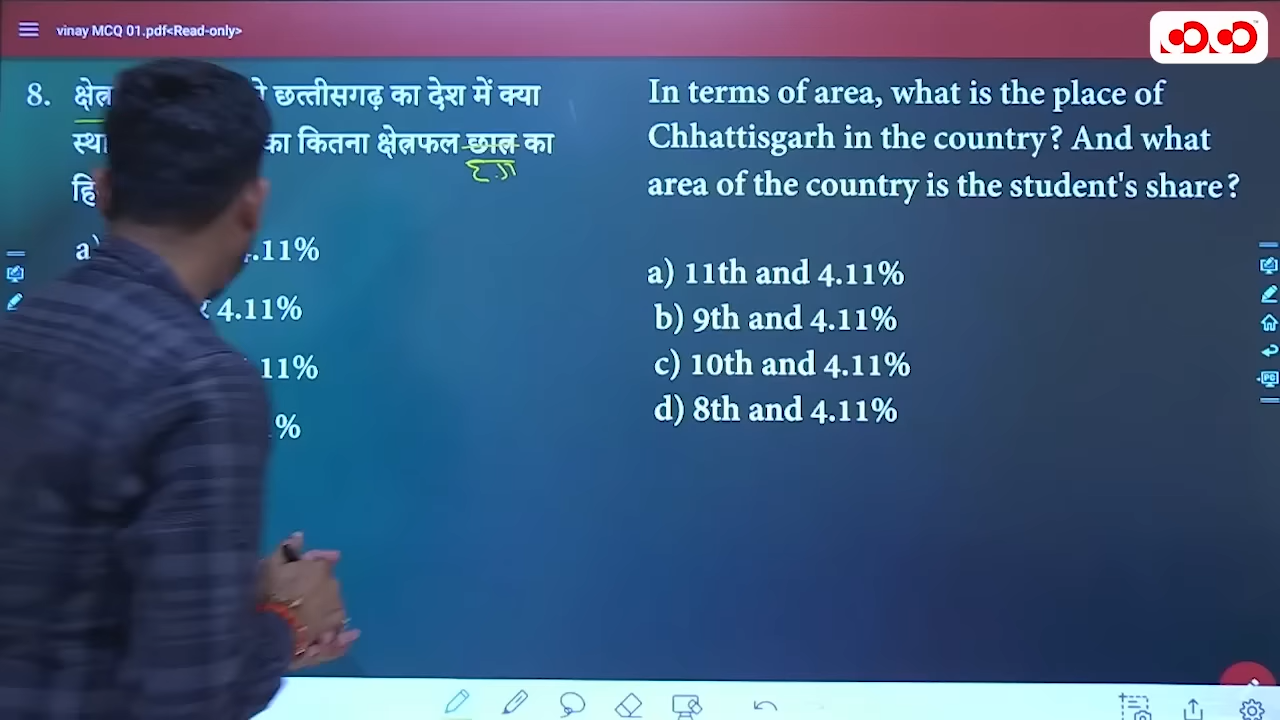 vinay MCQ 01.pdf<Read-only>
8. छत्तीसगढ़ का देश में क्या
का कितना क्षेत्रफल छात्र का
छ.ग
a) .11%
4.11%
11%
%
In terms of area, what is the place of
Chhattisgarh in the country? And what
area of the country is the student's share?
a) 11th and 4.11%
b) 9th and 4.11%
c) 10th and 4.11%
d) 8th and 4.11%
PC